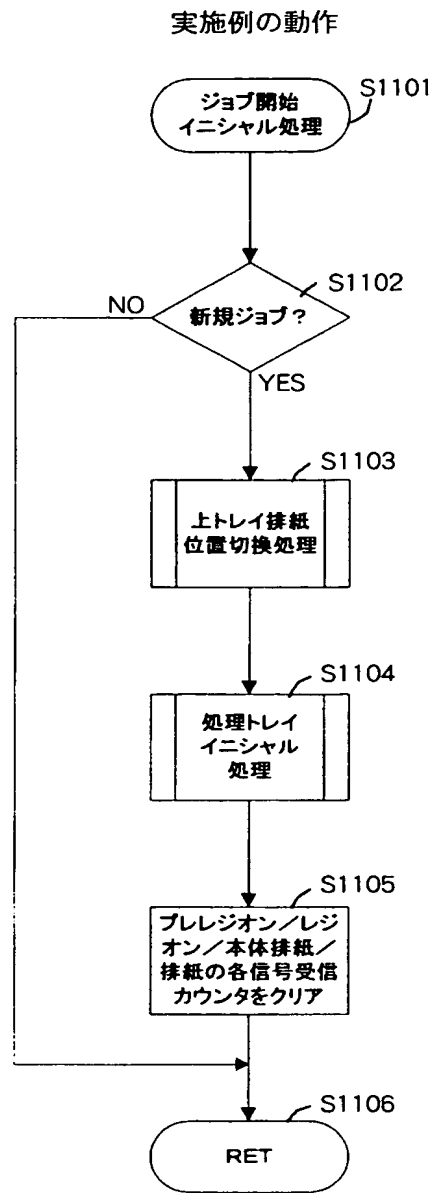 実施例の動作
S1101
ジョブ開始
イニシャル処理
S1102
新規ジョブ？
NO
YES
S1103
上トレイ排紙
位置切換処理
S1104
処理トレイ
イニシャル
処理
S1105
プレレジオン／レジ
オン／本体排紙／
排紙の各信号受信
カウンタをクリア
S1106
RET